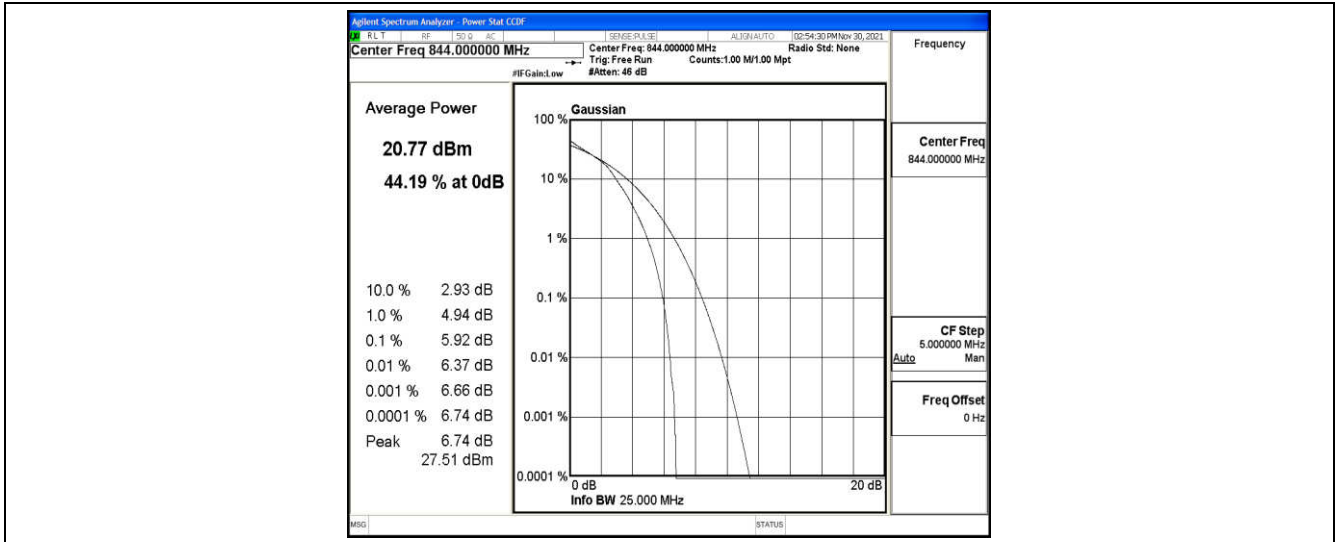 Agilent Spectrum Analyzer - Power Stat CCDF
RLT RF 50 Ω AC SENSE:PULSE ALIGNAUTO 02:54:30 PM Nov 30, 2021
Center Freq 844.000000 MHz
Center Freq: 844.000000 MHz Radio Std: None
Trig: Free Run Counts:1.00 M/1.00 Mpt
#IFGain:Low #Atten: 46 dB
Frequency
Average Power
20.77 dBm
44.19 % at 0dB
10.0 % 2.93 dB
1.0 % 4.94 dB
0.1 % 5.92 dB
0.01 % 6.37 dB
0.001 % 6.66 dB
0.0001 % 6.74 dB
Peak 6.74 dB
27.51 dBm
Gaussian
100 %
10 %
1 %
0.1 %
0.01 %
0.001 %
0.0001 %
0 dB 20 dB
Info BW 25.000 MHz
Center Freq
844.000000 MHz
CF Step
5.000000 MHz
Auto Man
Freq Offset
0 Hz
MSG STATUS